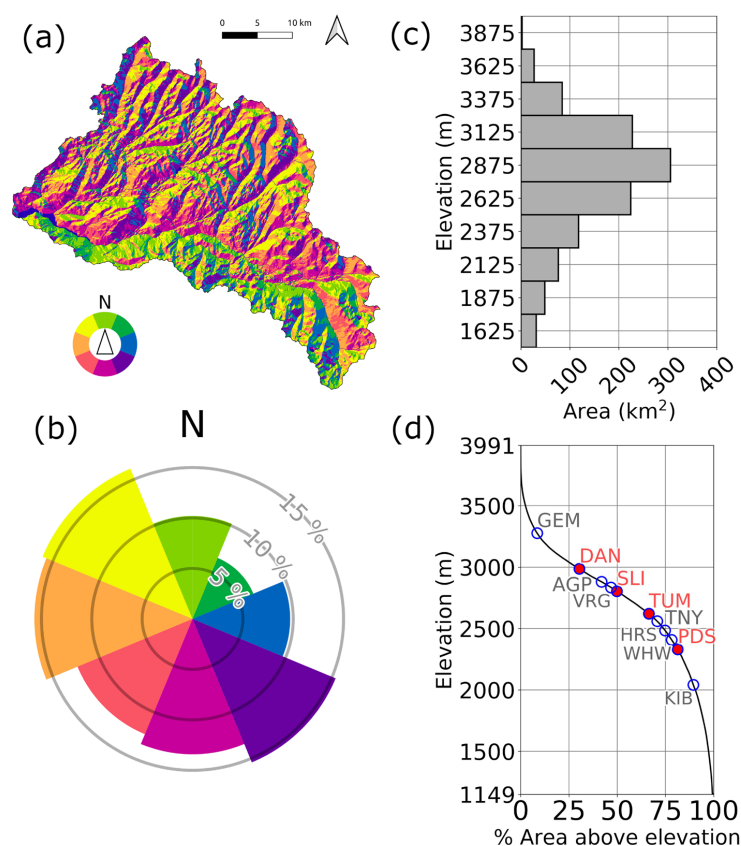 (a)
0 5 10 km
N
(b)
N
5 %
10 %
15 %
(c)
Elevation (m)
3875
3625
3375
3125
2875
2625
2375
2125
1875
1625
0 100 200 300 400
Area (km²)
(d)
Elevation (m)
3991
3500
3000
2500
2000
1500
1149
GEM
DAN
AGP
SLI
VRG
TUM
TNY
HRS
PDS
WHW
KIB
0 25 50 75 100
% Area above elevation